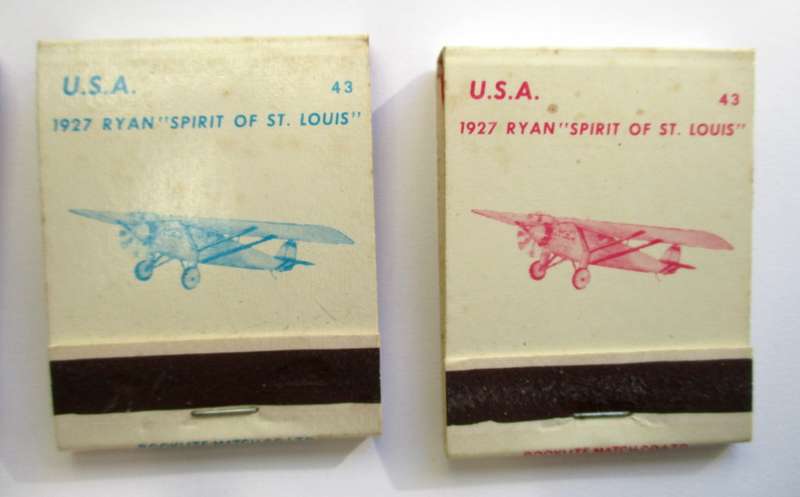 U.S.A.
43
1927 RYAN "SPIRIT OF ST. LOUIS"
U.S.A.
43
1927 RYAN "SPIRIT OF ST. LOUIS"